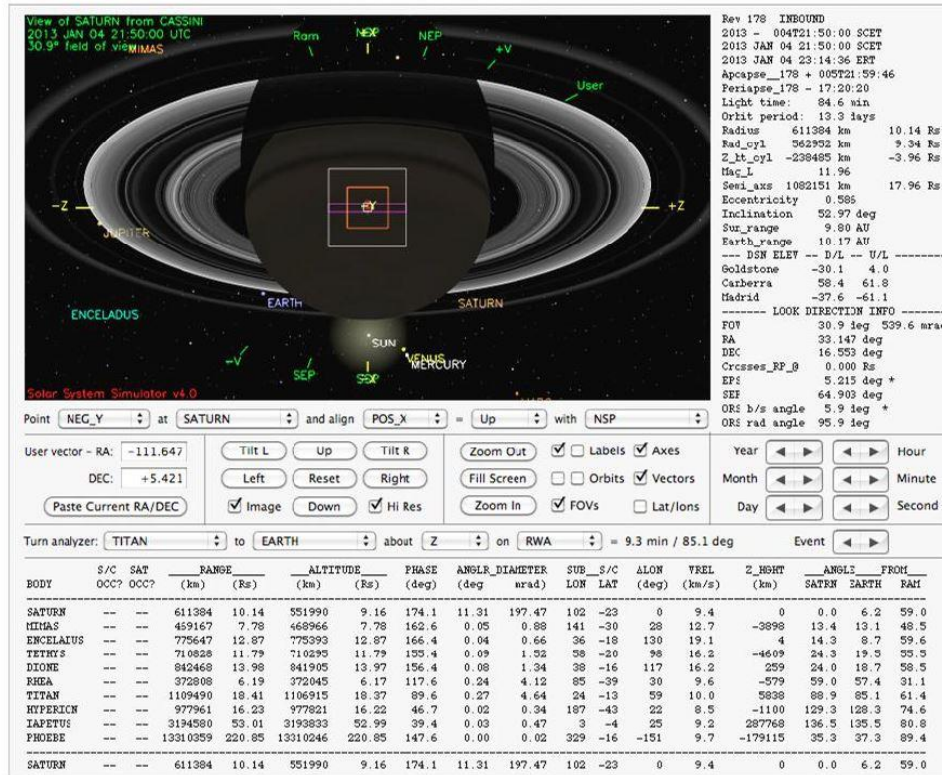 View of SATURN from CASSINI
2013 JAN 04 21:50:00 UTC
30.9° field of view
MIMAS
Ram
NEP
+V
User
-Z
+Y
+Z
JUPITER
EARTH
SATURN
ENCELADUS
SUN
VENUS
MERCURY
-V
SEP
Solar System Simulator v4.0
Rev 178 INBOUND
2013 - 004T21:50:00 SCET
2013 JAN 04 21:50:00 SCET
2013 JAN 04 23:14:36 ERT
Apcapse__178 + 005T21:59:46
Periapse_178 - 17:20:20
Light time: 84.6 min
Orbit period: 13.3 days
Radius 611384 km 10.14 Rs
Rad_cyl 562952 km 9.34 Rs
Z_ht_cyl -238485 km -3.96 Rs
Mag_L 11.96
Semi_axs 1082151 km 17.96 Rs
Eccentricity 0.586
Inclination 52.97 deg
Sun_range 9.80 AU
Earth_range 10.17 AU
--- DSN ELEV -- D/L -- U/L -------
Goldstone -30.1 4.0
Canberra 58.4 61.8
Madrid -37.6 -61.1
------- LOOK DIRECTION INFO -------
FOV 30.9 deg 539.6 mrad
RA 33.147 deg
DEC 16.553 deg
Crosses_RP_@ 0.000 Rs
EPS 5.215 deg *
SEP 64.903 deg
ORS b/s angle 5.9 deg *
ORS rad angle 95.9 deg
Point NEG_Y at SATURN and align POS_X = Up with NSP
User vector - RA: -111.647
DEC: +5.421
Paste Current RA/DEC
Tilt L Up Tilt R
Left Reset Right
Image Down Hi Res
Zoom Out Labels Axes
Fill Screen Orbits Vectors
Zoom In FOVs Lat/lons
Year Hour
Month Minute
Day Second
Turn analyzer: TITAN to EARTH about Z on RWA = 9.3 min / 85.1 deg Event
S/C SAT RANGE ALTITUDE PHASE ANGLR_DIAMETER SUB__S/C ΔLON VREL Z_HGHT ANGLE FROM
BODY OCC? OCC? (km) (Rs) (km) (Rs) (deg) (deg mrad) LON LAT (deg) (km/s) (km) SATRN EARTH RAM
SATURN -- -- 611384 10.14 551990 9.16 174.1 11.31 197.47 102 -23 0 9.4 0 0.0 6.2 59.0
MIMAS -- -- 469167 7.78 468966 7.78 162.6 0.05 0.88 141 -30 28 12.7 -3898 13.4 13.1 48.5
ENCELADUS -- -- 775647 12.87 775393 12.87 166.4 0.04 0.66 36 -18 130 19.1 4 14.3 8.7 59.6
TETHYS -- -- 710828 11.79 710295 11.79 155.4 0.09 1.52 58 -20 98 16.2 -4609 24.3 19.5 55.5
DIONE -- -- 842468 13.98 841905 13.97 156.4 0.08 1.34 38 -16 117 16.2 259 24.0 18.7 58.5
RHEA -- -- 372808 6.19 372045 6.17 117.6 0.24 4.12 85 -39 30 9.6 -579 59.0 57.4 31.1
TITAN -- -- 1109490 18.41 1106915 18.37 89.6 0.27 4.64 24 -13 59 10.0 5838 88.9 85.1 61.4
HYPERION -- -- 977961 16.23 977821 16.22 46.7 0.02 0.34 187 -43 22 8.5 -1100 129.3 128.3 74.6
IAPETUS -- -- 3194580 53.01 3193833 52.99 39.4 0.03 0.47 3 -4 25 9.2 287768 136.5 135.5 80.8
PHOEBE -- -- 13310359 220.85 13310246 220.85 147.6 0.00 0.02 329 -16 -151 9.7 -179115 35.3 37.3 89.4
SATURN -- -- 611384 10.14 551990 9.16 174.1 11.31 197.47 102 -23 0 9.4 0 0.0 6.2 59.0